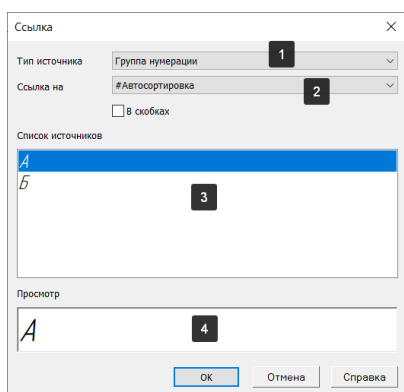 Ссылка
Тип источника Группа нумерации 1
Ссылка на #Автосортировка 2
В скобках
Список источников
А
Б
3
Просмотр
А 4
ОК Отмена Справка